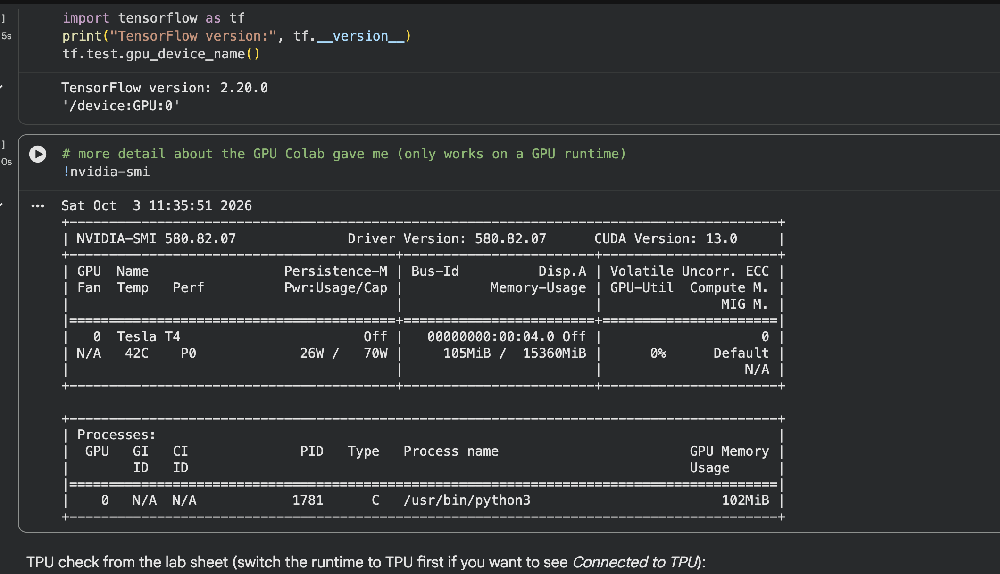 import tensorflow as tf
5s
print("TensorFlow version:", tf.__version__)
tf.test.gpu_device_name()
TensorFlow version: 2.20.0
'/device:GPU:0'
# more detail about the GPU Colab gave me (only works on a GPU runtime)
0s
!nvidia-smi
Sat Oct  3 11:35:51 2026
+-----------------------------------------------------------------------------------------+
| NVIDIA-SMI 580.82.07              Driver Version: 580.82.07      CUDA Version: 13.0     |
+-----------------------------------------+------------------------+----------------------+
| GPU  Name                 Persistence-M | Bus-Id          Disp.A | Volatile Uncorr. ECC |
| Fan  Temp   Perf          Pwr:Usage/Cap |           Memory-Usage | GPU-Util  Compute M. |
|                                         |                        |               MIG M. |
|=========================================+========================+======================|
|   0  Tesla T4                       Off |   00000000:00:04.0 Off |                    0 |
| N/A   42C    P0             26W /   70W |     105MiB /  15360MiB |      0%      Default |
|                                         |                        |                  N/A |
+-----------------------------------------+------------------------+----------------------+
+-----------------------------------------------------------------------------------------+
| Processes:                                                                              |
|  GPU   GI   CI              PID   Type   Process name                        GPU Memory |
|        ID   ID                                                               Usage      |
|=========================================================================================|
|    0   N/A  N/A            1781      C   /usr/bin/python3                        102MiB |
+-----------------------------------------------------------------------------------------+
TPU check from the lab sheet (switch the runtime to TPU first if you want to see Connected to TPU):